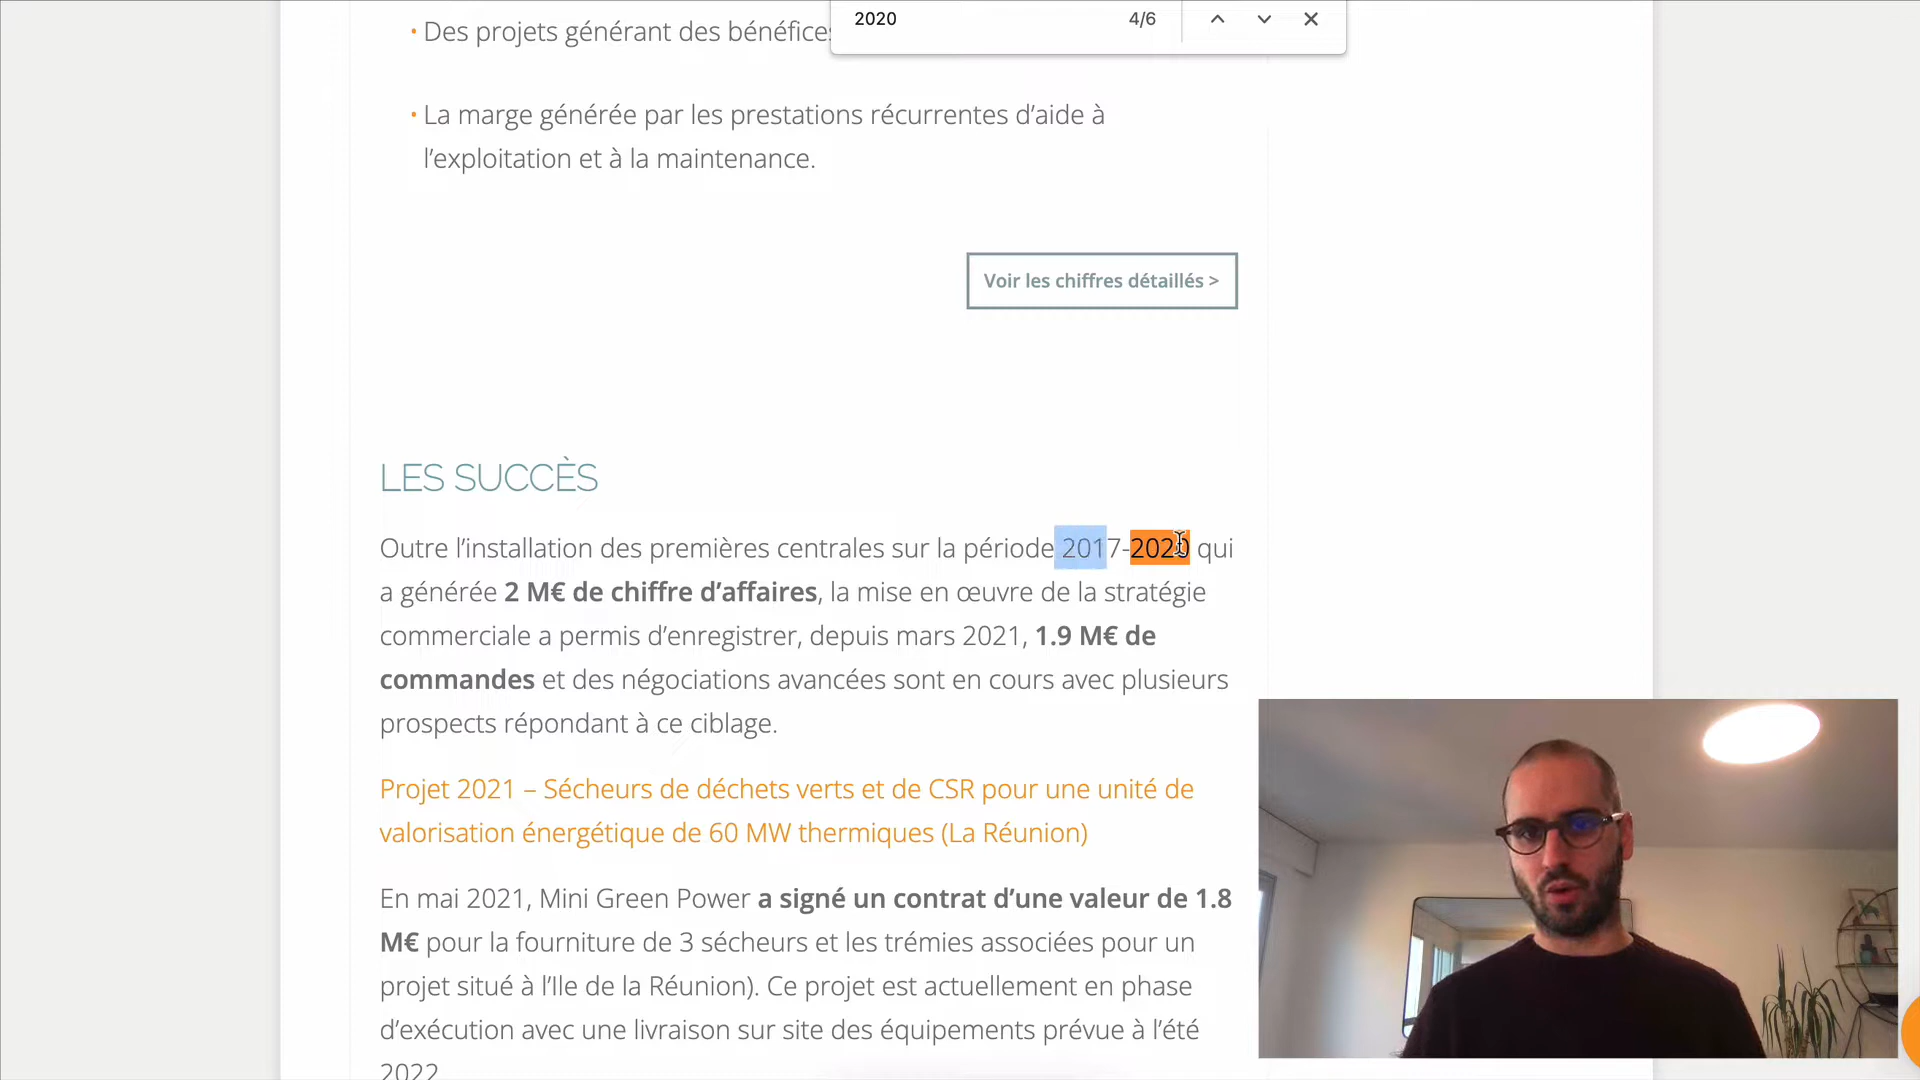 2020
4/6
• Des projets générant des bénéfices
• La marge générée par les prestations récurrentes d’aide à
l’exploitation et à la maintenance.
Voir les chiffres détaillés >
LES SUCCÈS
Outre l’installation des premières centrales sur la période 2017-2020 qui
a générée 2 M€ de chiffre d’affaires, la mise en œuvre de la stratégie
commerciale a permis d’enregistrer, depuis mars 2021, 1.9 M€ de
commandes et des négociations avancées sont en cours avec plusieurs
prospects répondant à ce ciblage.
Projet 2021 – Sécheurs de déchets verts et de CSR pour une unité de
valorisation énergétique de 60 MW thermiques (La Réunion)
En mai 2021, Mini Green Power a signé un contrat d’une valeur de 1.8
M€ pour la fourniture de 3 sécheurs et les trémies associées pour un
projet situé à l’Ile de la Réunion). Ce projet est actuellement en phase
d’exécution avec une livraison sur site des équipements prévue à l’été
2022